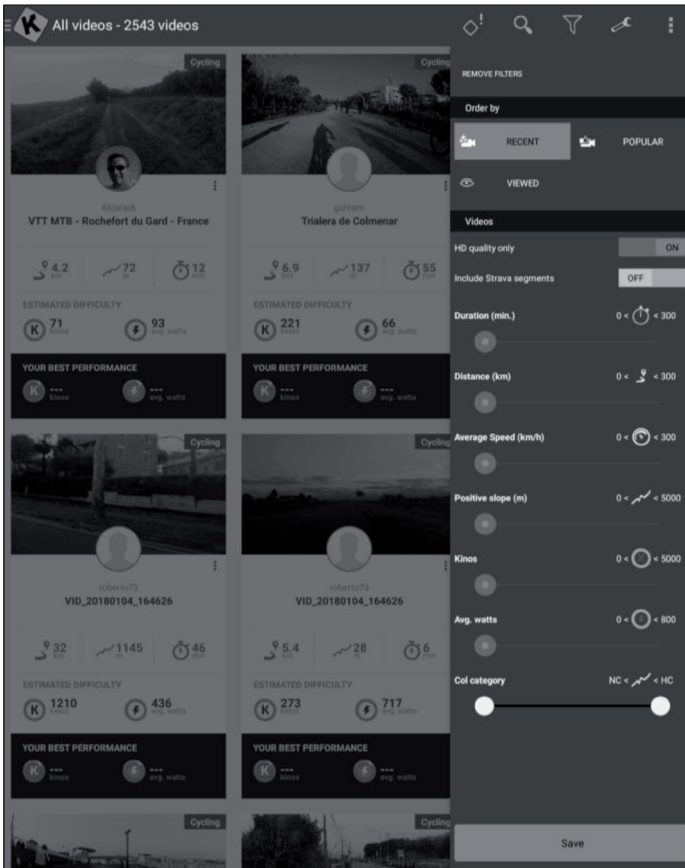 K All videos - 2543 videos
Cycling
Alcorack
VTT MTB - Rochefort du Gard - France
4.2 km 72 m 12 min
ESTIMATED DIFFICULTY
K 71 kinos 93 avg. watts
YOUR BEST PERFORMANCE
K --- kinos --- avg. watts
Cycling
gontxm
Trialera de Colmenar
6.9 km 137 m 55 min
ESTIMATED DIFFICULTY
K 221 kinos 66 avg. watts
YOUR BEST PERFORMANCE
K --- kinos --- avg. watts
Cycling
roberto73
VID_20180104_164626
32 km 1145 m 46 min
ESTIMATED DIFFICULTY
K 1210 kinos 436 avg. watts
YOUR BEST PERFORMANCE
K --- kinos --- avg. watts
Cycling
roberto73
VID_20180104_164626
5.4 km 28 m 6 min
ESTIMATED DIFFICULTY
K 273 kinos 717 avg. watts
YOUR BEST PERFORMANCE
K --- kinos --- avg. watts
Cycling
Cycling
REMOVE FILTERS
Order by
RECENT POPULAR
VIEWED
Videos
HD quality only ON
Include Strava segments OFF
Duration (min.) 0 < < 300
Distance (km) 0 < < 300
Average Speed (km/h) 0 < < 300
Positive slope (m) 0 < < 5000
Kinos 0 < K < 5000
Avg. watts 0 < < 800
Col category NC < < HC
Save